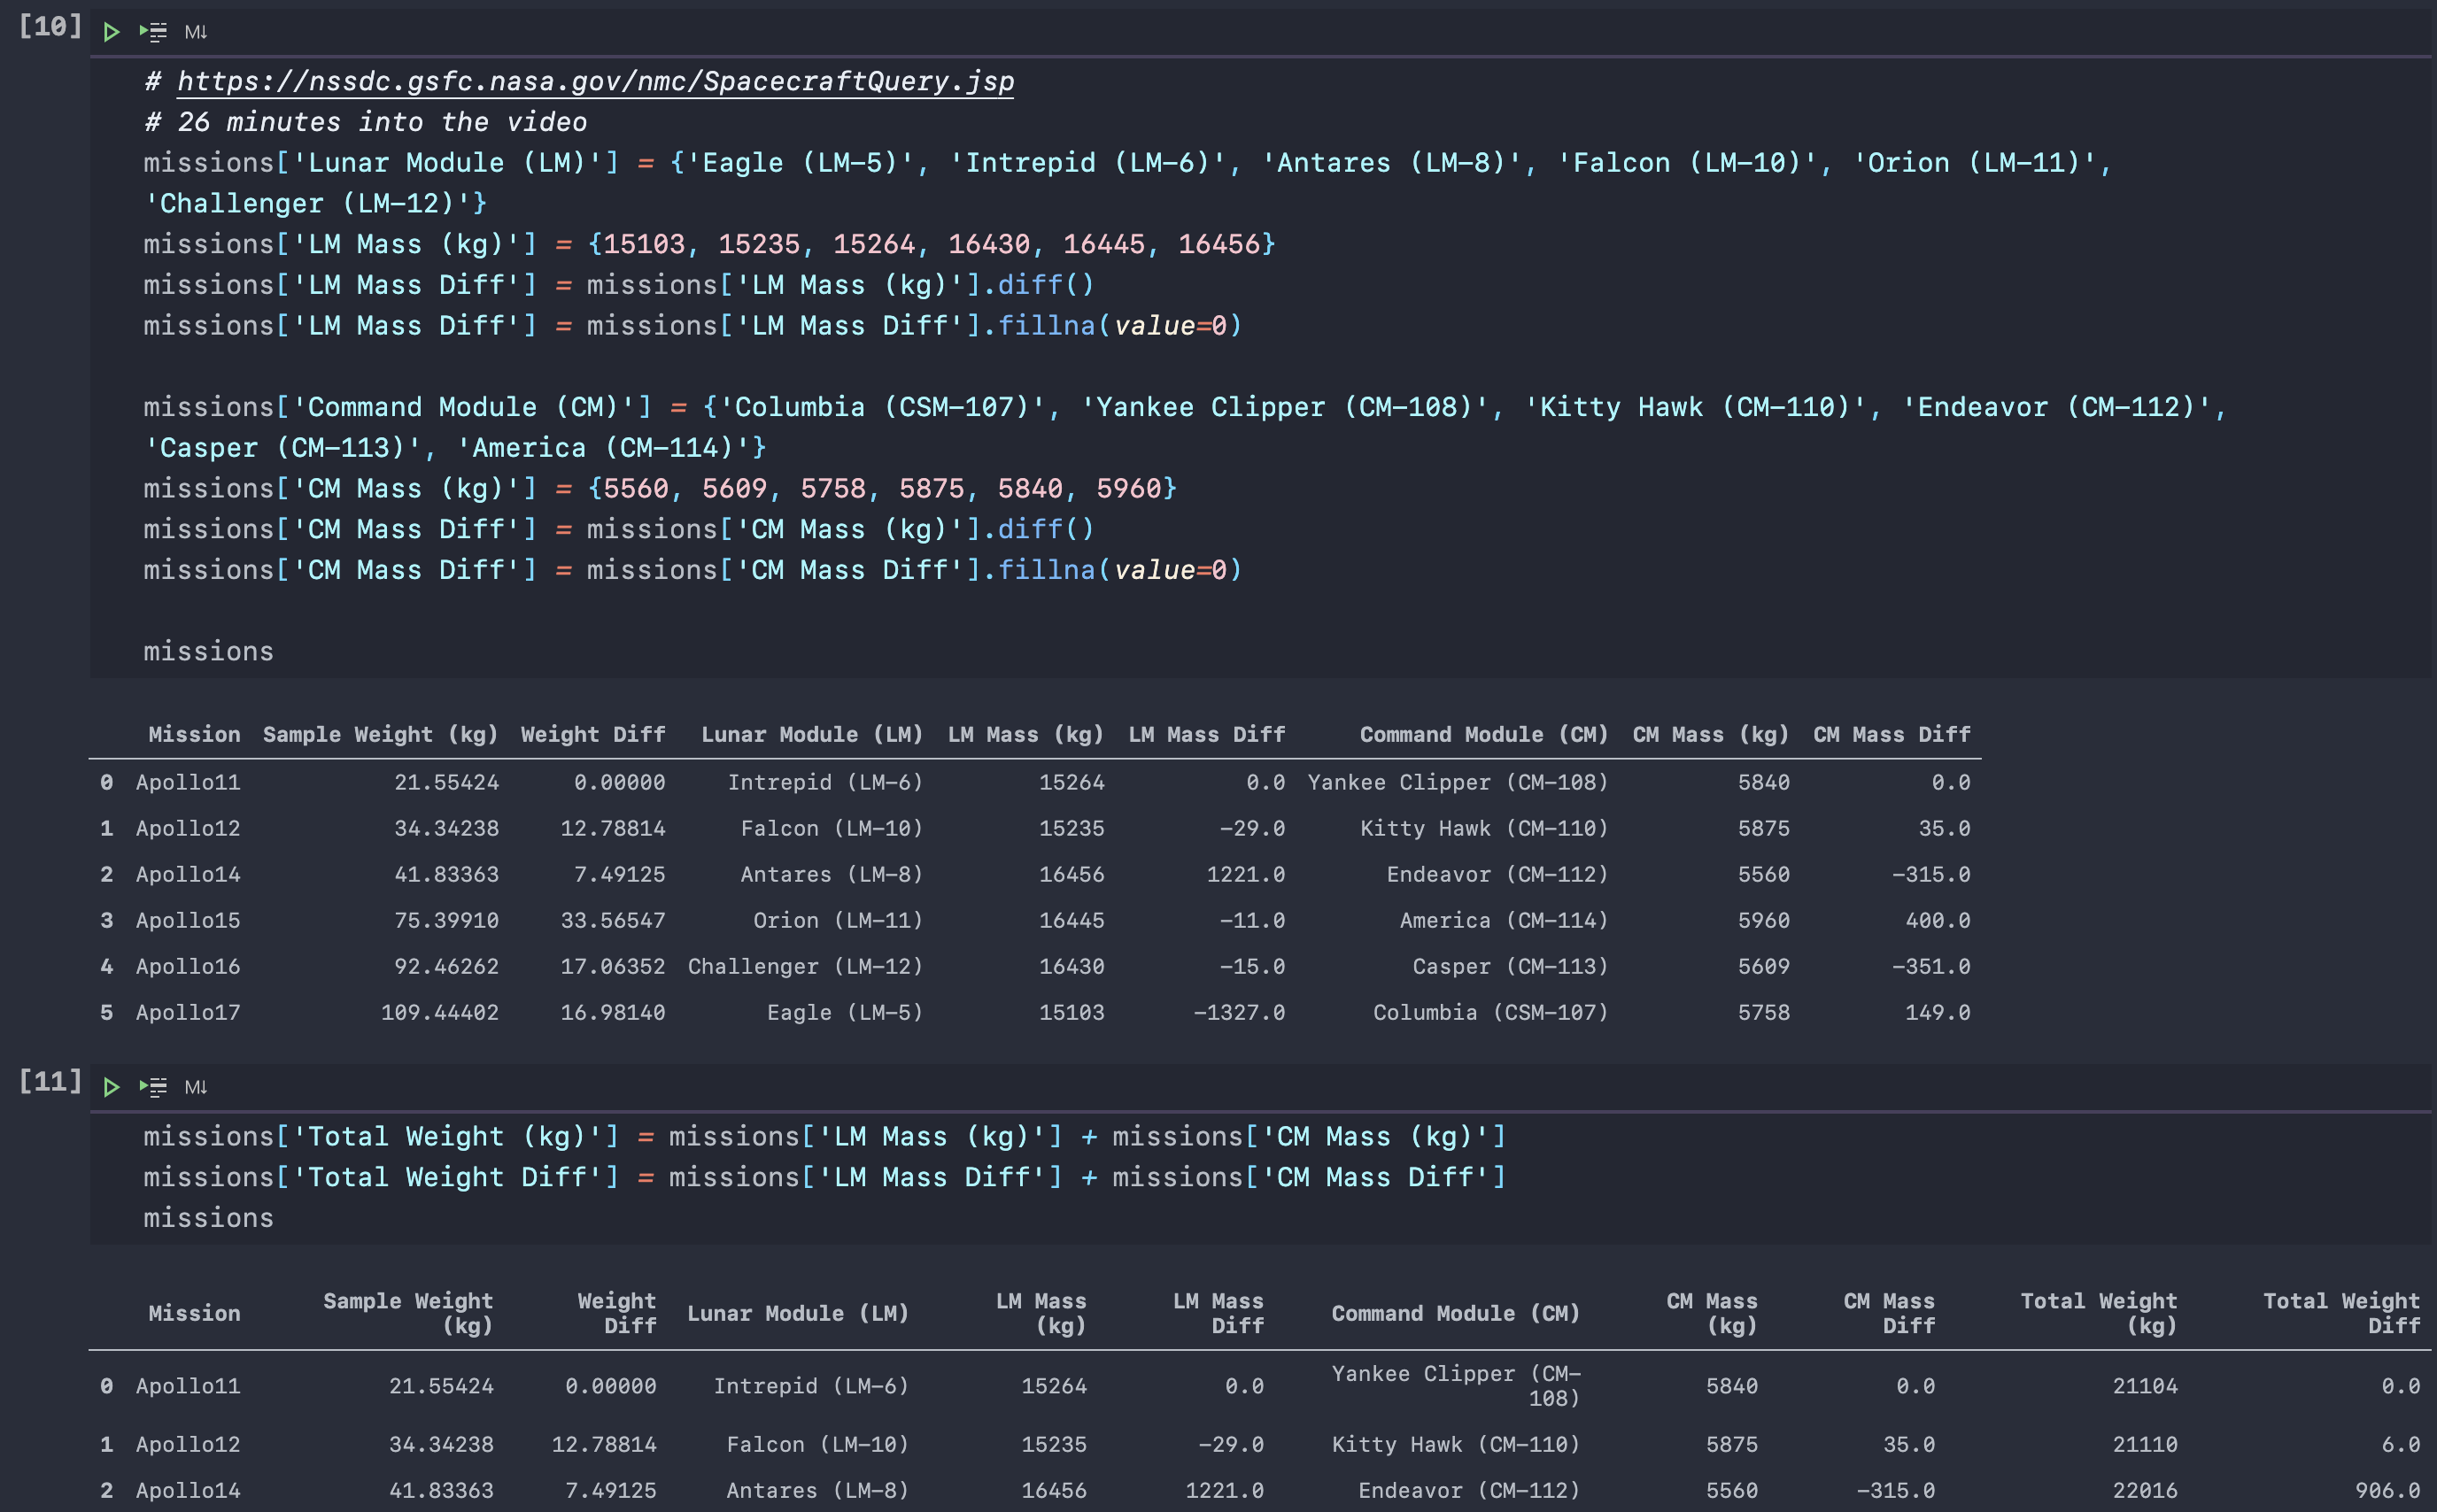 [10]
M↓
# https://nssdc.gsfc.nasa.gov/nmc/SpacecraftQuery.jsp
# 26 minutes into the video
missions['Lunar Module (LM)'] = {'Eagle (LM-5)', 'Intrepid (LM-6)', 'Antares (LM-8)', 'Falcon (LM-10)', 'Orion (LM-11)',
'Challenger (LM-12)'}
missions['LM Mass (kg)'] = {15103, 15235, 15264, 16430, 16445, 16456}
missions['LM Mass Diff'] = missions['LM Mass (kg)'].diff()
missions['LM Mass Diff'] = missions['LM Mass Diff'].fillna(value=0)
missions['Command Module (CM)'] = {'Columbia (CSM-107)', 'Yankee Clipper (CM-108)', 'Kitty Hawk (CM-110)', 'Endeavor (CM-112)',
'Casper (CM-113)', 'America (CM-114)'}
missions['CM Mass (kg)'] = {5560, 5609, 5758, 5875, 5840, 5960}
missions['CM Mass Diff'] = missions['CM Mass (kg)'].diff()
missions['CM Mass Diff'] = missions['CM Mass Diff'].fillna(value=0)
missions
Mission Sample Weight (kg) Weight Diff Lunar Module (LM) LM Mass (kg) LM Mass Diff Command Module (CM) CM Mass (kg) CM Mass Diff
0 Apollo11 21.55424 0.00000 Intrepid (LM-6) 15264 0.0 Yankee Clipper (CM-108) 5840 0.0
1 Apollo12 34.34238 12.78814 Falcon (LM-10) 15235 -29.0 Kitty Hawk (CM-110) 5875 35.0
2 Apollo14 41.83363 7.49125 Antares (LM-8) 16456 1221.0 Endeavor (CM-112) 5560 -315.0
3 Apollo15 75.39910 33.56547 Orion (LM-11) 16445 -11.0 America (CM-114) 5960 400.0
4 Apollo16 92.46262 17.06352 Challenger (LM-12) 16430 -15.0 Casper (CM-113) 5609 -351.0
5 Apollo17 109.44402 16.98140 Eagle (LM-5) 15103 -1327.0 Columbia (CSM-107) 5758 149.0
[11]
M↓
missions['Total Weight (kg)'] = missions['LM Mass (kg)'] + missions['CM Mass (kg)']
missions['Total Weight Diff'] = missions['LM Mass Diff'] + missions['CM Mass Diff']
missions
Mission Sample Weight (kg) Weight Diff Lunar Module (LM) LM Mass (kg) LM Mass Diff Command Module (CM) CM Mass (kg) CM Mass Diff Total Weight (kg) Total Weight Diff
0 Apollo11 21.55424 0.00000 Intrepid (LM-6) 15264 0.0 Yankee Clipper (CM-108) 5840 0.0 21104 0.0
1 Apollo12 34.34238 12.78814 Falcon (LM-10) 15235 -29.0 Kitty Hawk (CM-110) 5875 35.0 21110 6.0
2 Apollo14 41.83363 7.49125 Antares (LM-8) 16456 1221.0 Endeavor (CM-112) 5560 -315.0 22016 906.0